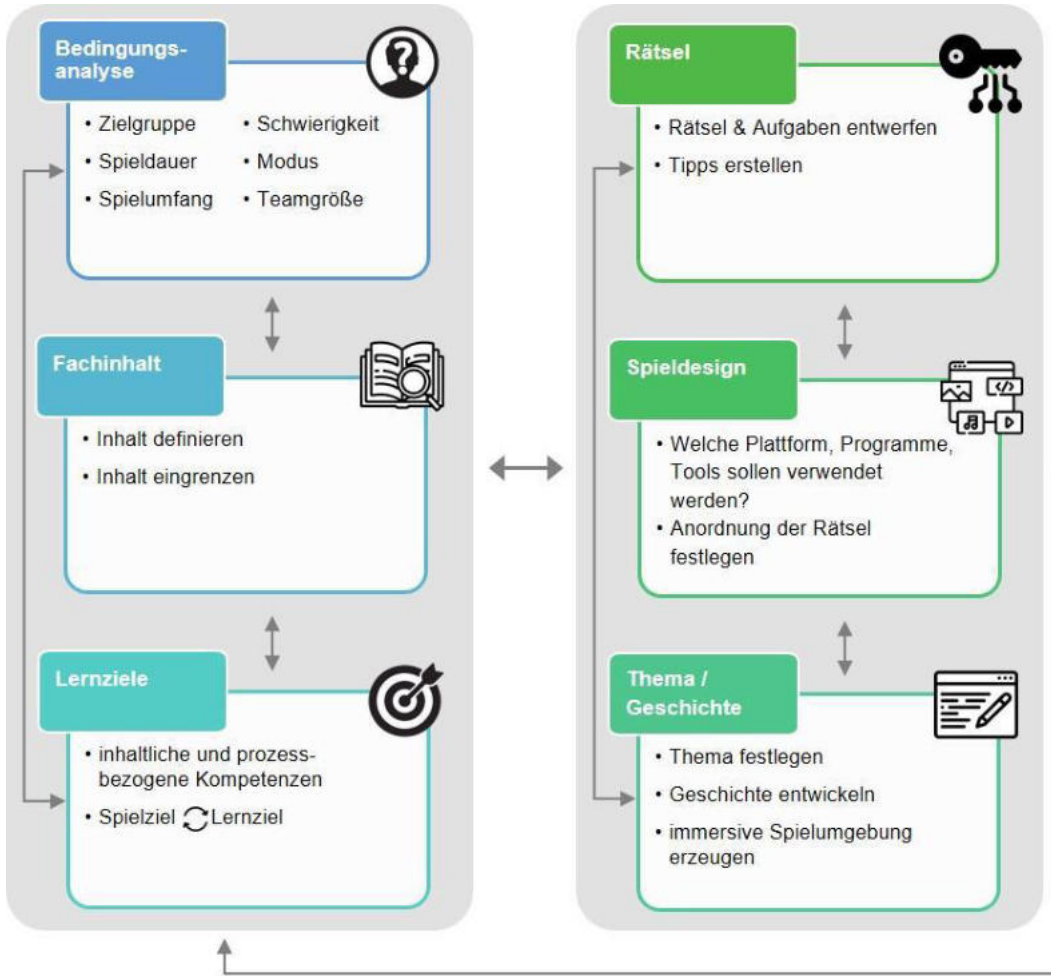 Bedingungs-
analyse
• Zielgruppe
• Spieldauer
• Spielumfang
• Schwierigkeit
• Modus
• Teamgröße
Fachinhalt
• Inhalt definieren
• Inhalt eingrenzen
Lernziele
• inhaltliche und prozess-
bezogene Kompetenzen
• Spielziel Lernziel
Rätsel
• Rätsel & Aufgaben entwerfen
• Tipps erstellen
Spieldesign
• Welche Plattform, Programme,
Tools sollen verwendet
werden?
• Anordnung der Rätsel
festlegen
Thema /
Geschichte
• Thema festlegen
• Geschichte entwickeln
• immersive Spielumgebung
erzeugen